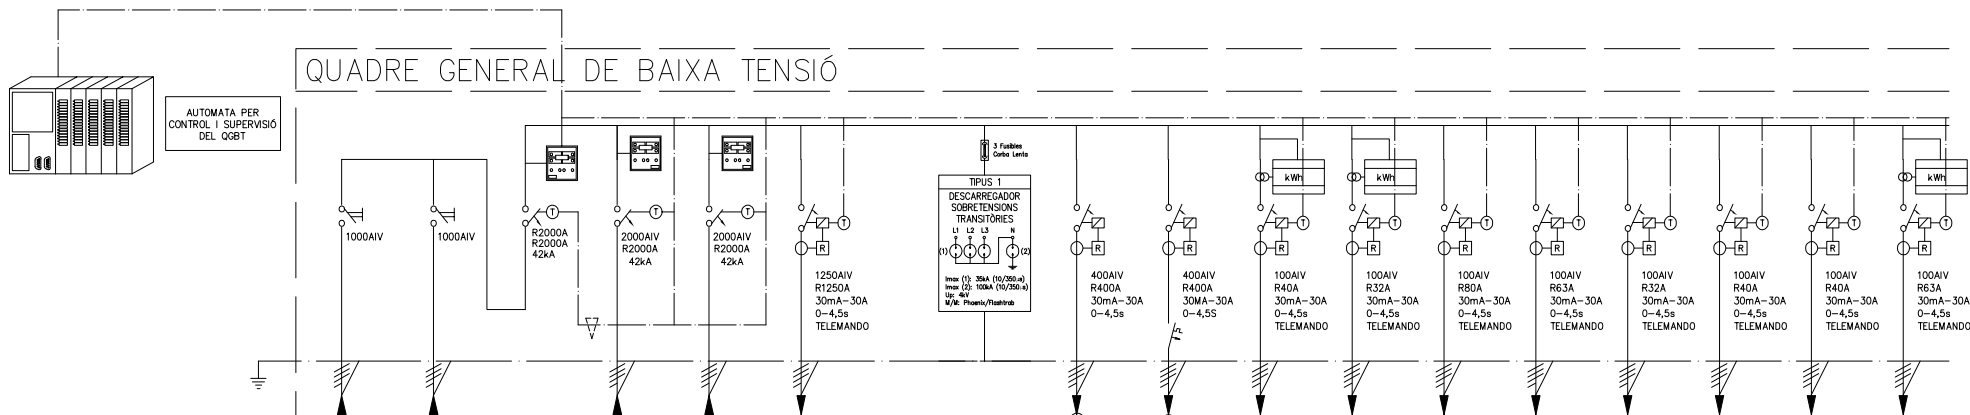 QUADRE GENERAL DE BAIXA TENSIÓ
AUTOMATA PER
CONTROL I SUPERVISIÓ
DEL QGBT
1000AIV
1000AIV
T
R2000A
R2000A
42kA
T
2000AIV
R2000A
42kA
T
2000AIV
R2000A
42kA
T
R
1250AIV
R1250A
30mA-30A
0-4,5s
TELEMANDO
3 Fusibles
Corba Lenta
TIPUS 1
DESCARREGADOR
SOBRETENSIONS
TRANSITÒRIES
L1 L2 L3 N
(1) (2)
Imax (1): 35kA (10/350µs)
Imax (2): 100kA (10/350µs)
Up: 4kV
M/M: Phoenix/Flashtrab
R
400AIV
R400A
30mA-30A
0-4,5s
R
400AIV
R400A
30MA-30A
0-4,5S
kWh
T
R
100AIV
R40A
30mA-30A
0-4,5s
TELEMANDO
kWh
T
R
100AIV
R32A
30mA-30A
0-4,5s
TELEMANDO
T
R
100AIV
R80A
30mA-30A
0-4,5s
TELEMANDO
T
R
100AIV
R63A
30mA-30A
0-4,5s
TELEMANDO
T
R
100AIV
R32A
30mA-30A
0-4,5s
TELEMANDO
T
R
100AIV
R40A
30mA-30A
0-4,5s
TELEMANDO
T
R
100AIV
R40A
30mA-30A
0-4,5s
TELEMANDO
kWh
T
R
100AIV
R63A
30mA-30A
0-4,5s
TELEMANDO